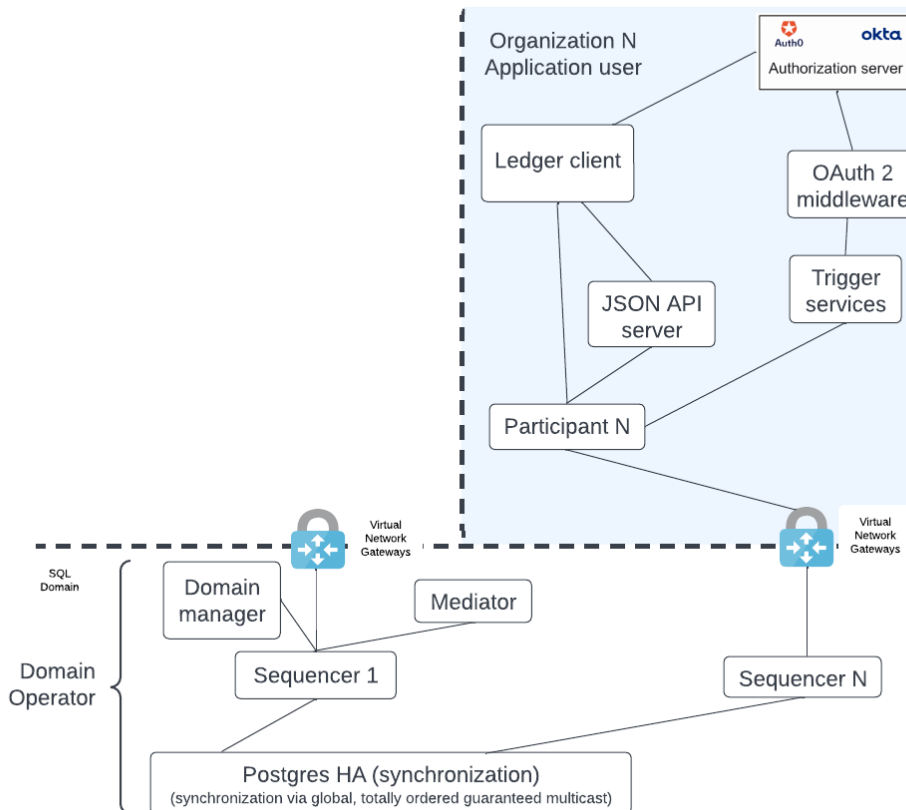 Organization N
Application user
Auth0
okta
Authorization server
Ledger client
OAuth 2
middleware
JSON API
server
Trigger
services
Participant N
Virtual
Network
Gateways
Virtual
Network
Gateways
SQL
Domain
Domain
manager
Mediator
Domain
Operator
Sequencer 1
Sequencer N
Postgres HA (synchronization)
(synchronization via global, totally ordered guaranteed multicast)